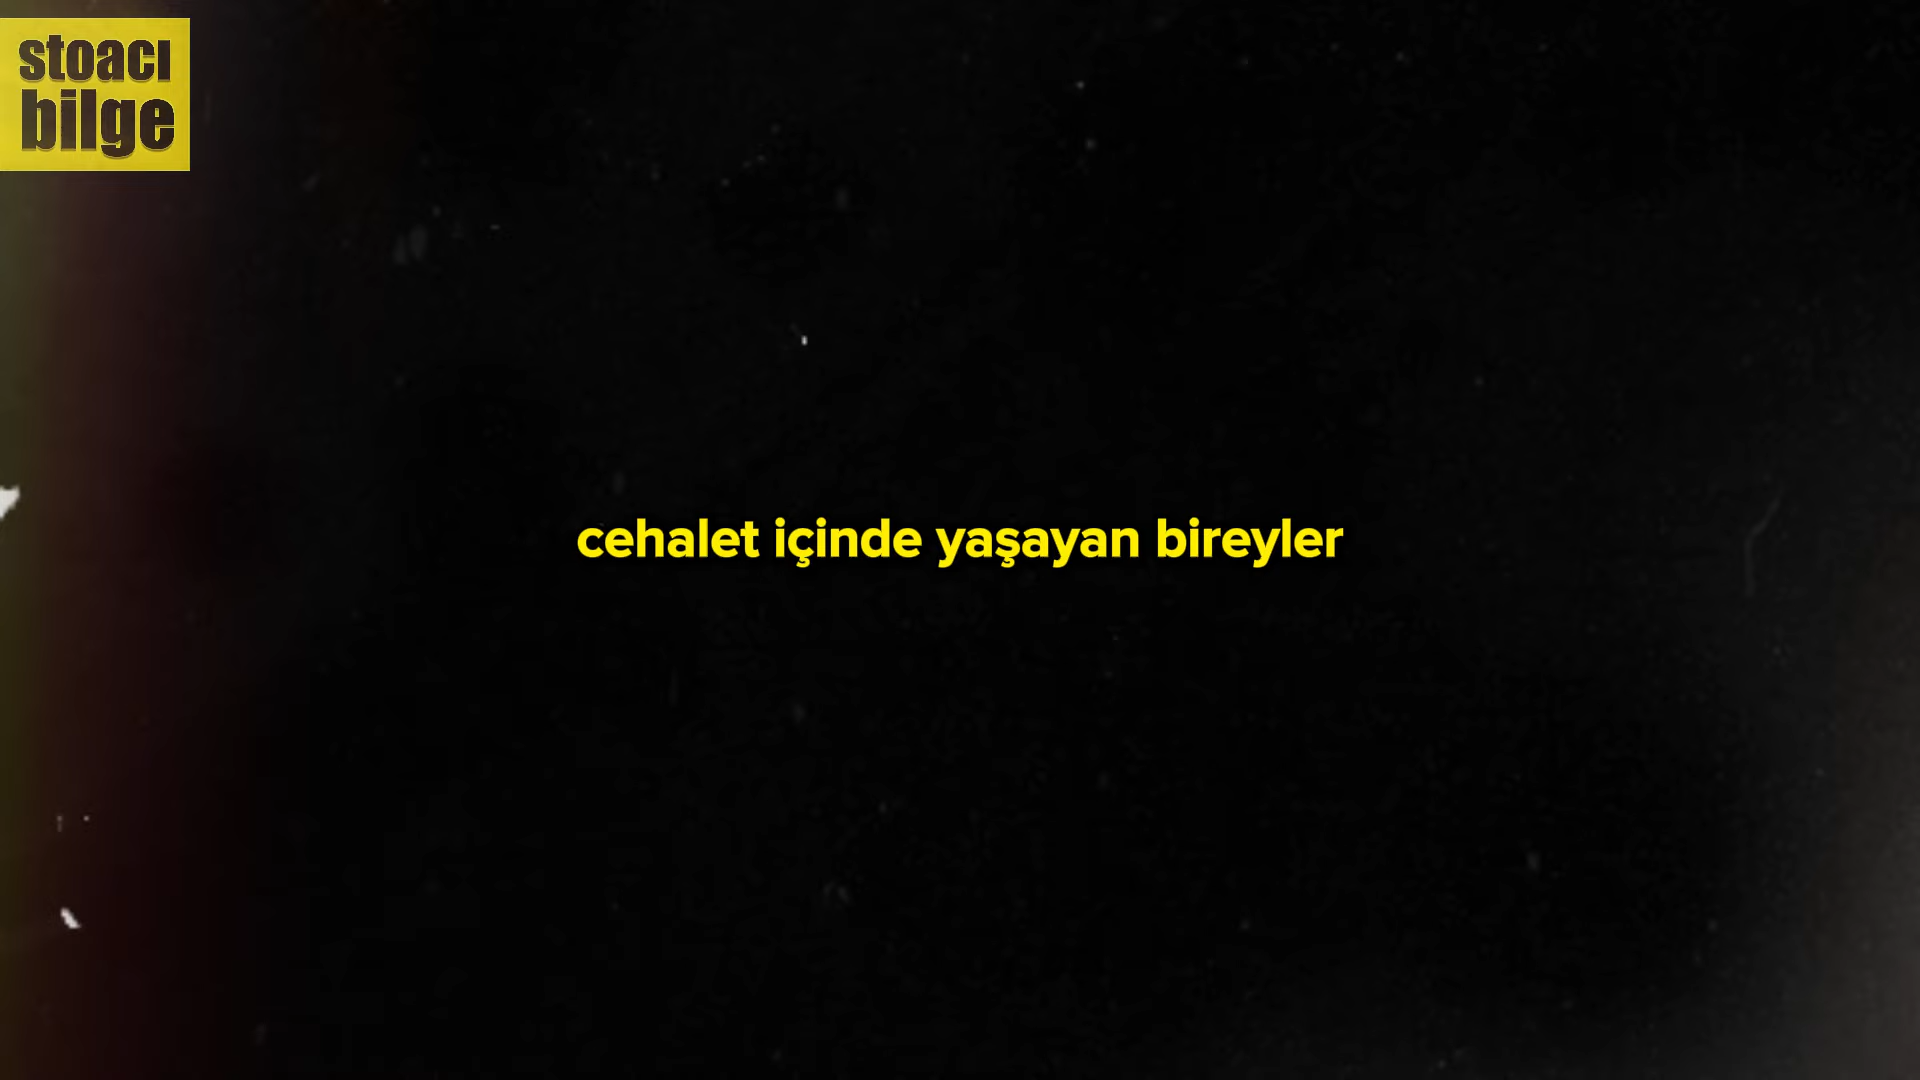 stoacı
bilge
cehalet içinde yaşayan bireyler